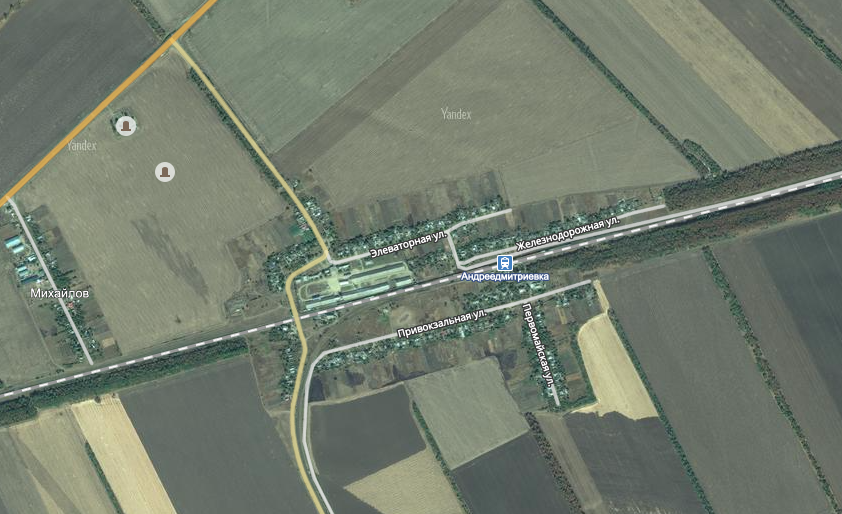 Yandex
Yandex
Элеваторная ул.
Железнодорожная ул.
Андреедмитриевка
Михайлов
Привокзальная ул.
Первомайская ул.